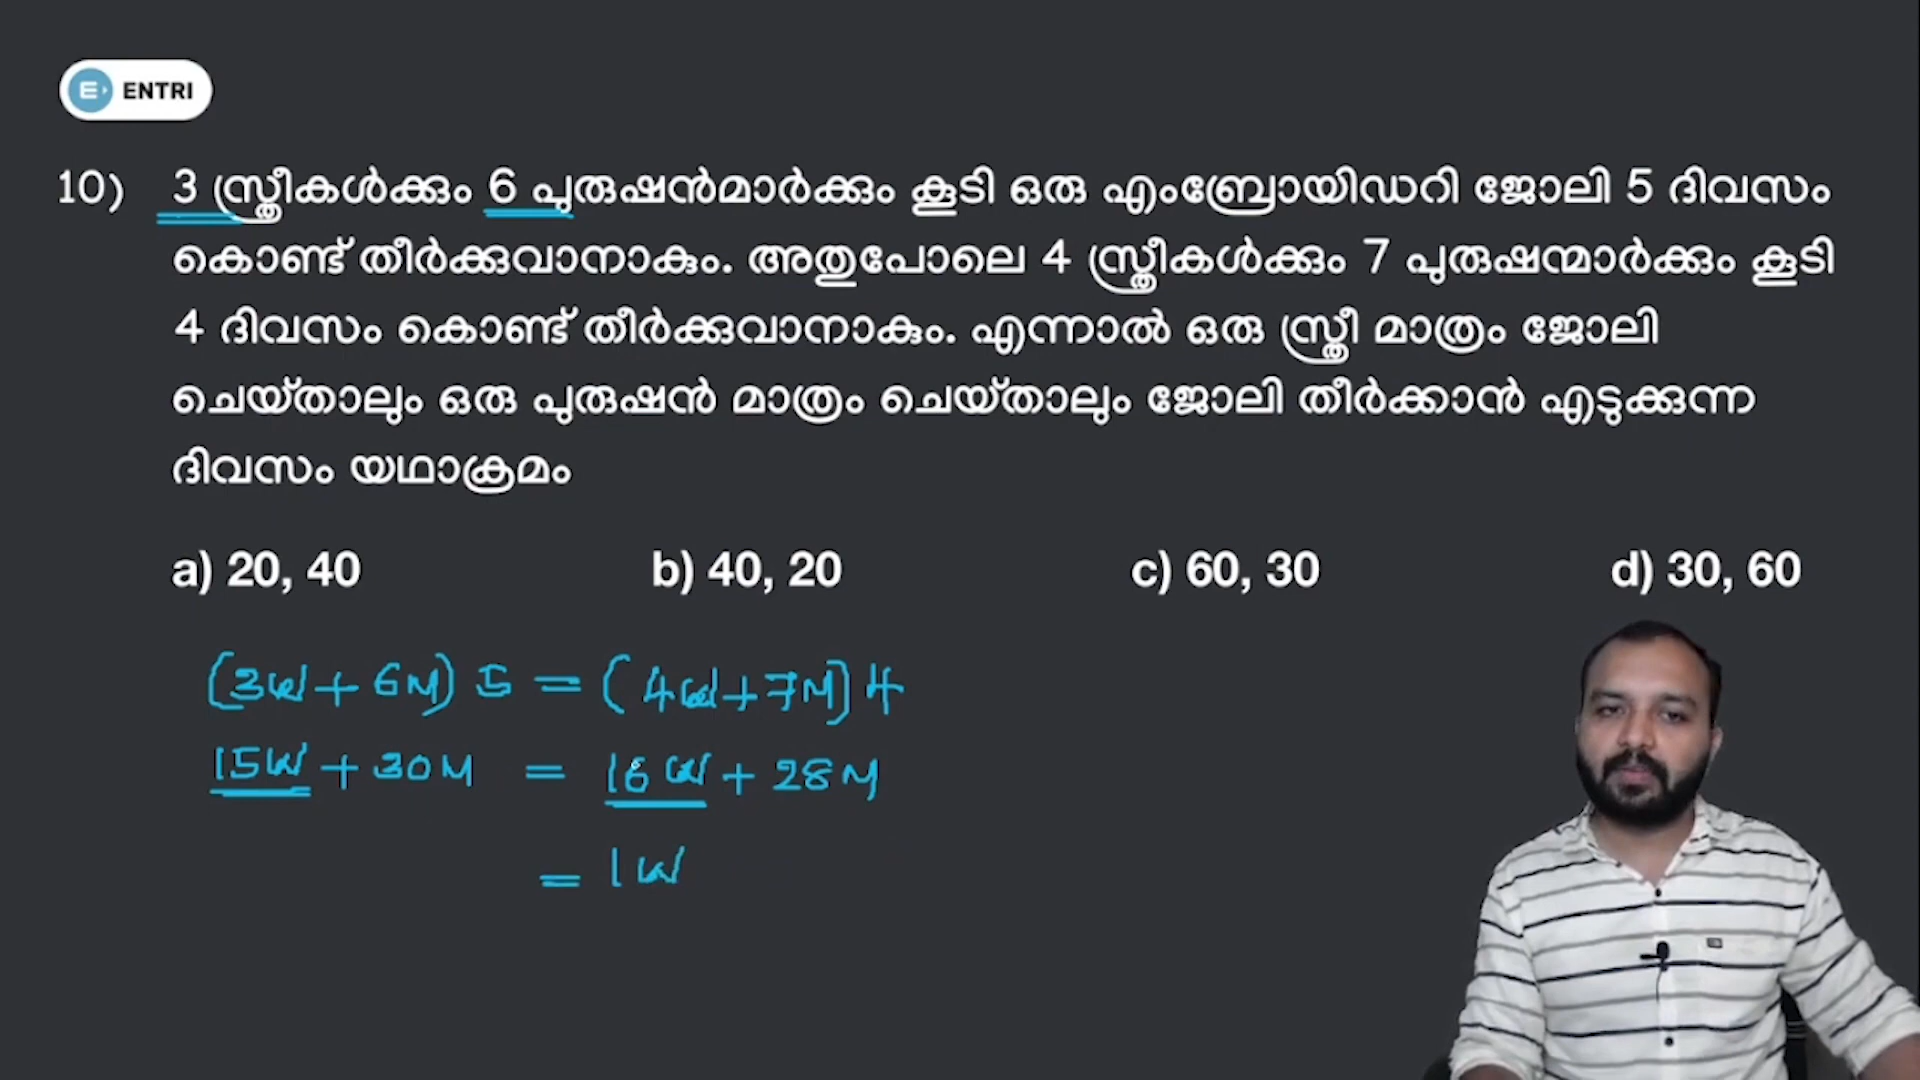 ENTRI
10) 3 സ്ത്രീകൾക്കും 6 പുരുഷൻമാർക്കും കൂടി ഒരു എംബ്രോയിഡറി ജോലി 5 ദിവസം
കൊണ്ട് തീർക്കുവാനാകും. അതുപോലെ 4 സ്ത്രീകൾക്കും 7 പുരുഷന്മാർക്കും കൂടി
4 ദിവസം കൊണ്ട് തീർക്കുവാനാകും. എന്നാൽ ഒരു സ്ത്രീ മാത്രം ജോലി
ചെയ്താലും ഒരു പുരുഷൻ മാത്രം ചെയ്താലും ജോലി തീർക്കാൻ എടുക്കുന്ന
ദിവസം യഥാക്രമം
a) 20, 40 b) 40, 20 c) 60, 30 d) 30, 60
(3W + 6M) 5 = (4W + 7M) 4
15W + 30M = 16W + 28M
= 1W